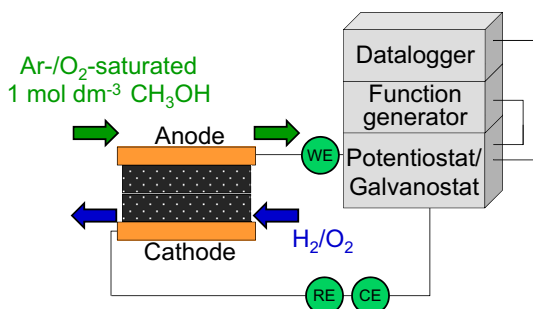 Ar-/O₂-saturated
1 mol dm⁻³ CH₃OH
Anode
Cathode
H₂/O₂
WE
RE
CE
Datalogger
Function
generator
Potentiostat/
Galvanostat